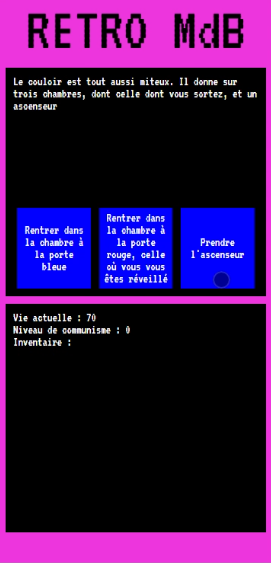 RETRO MdB
Le couloir est tout aussi miteux. Il donne sur
trois chambres, dont celle dont vous sortez, et un
ascenseur
Rentrer dans
la chambre à
la porte
bleue
Rentrer dans
la chambre à
la porte
rouge, celle
où vous vous
êtes réveillé
Prendre
l'ascenseur
Vie actuelle : 70
Niveau de communisme : 0
Inventaire :